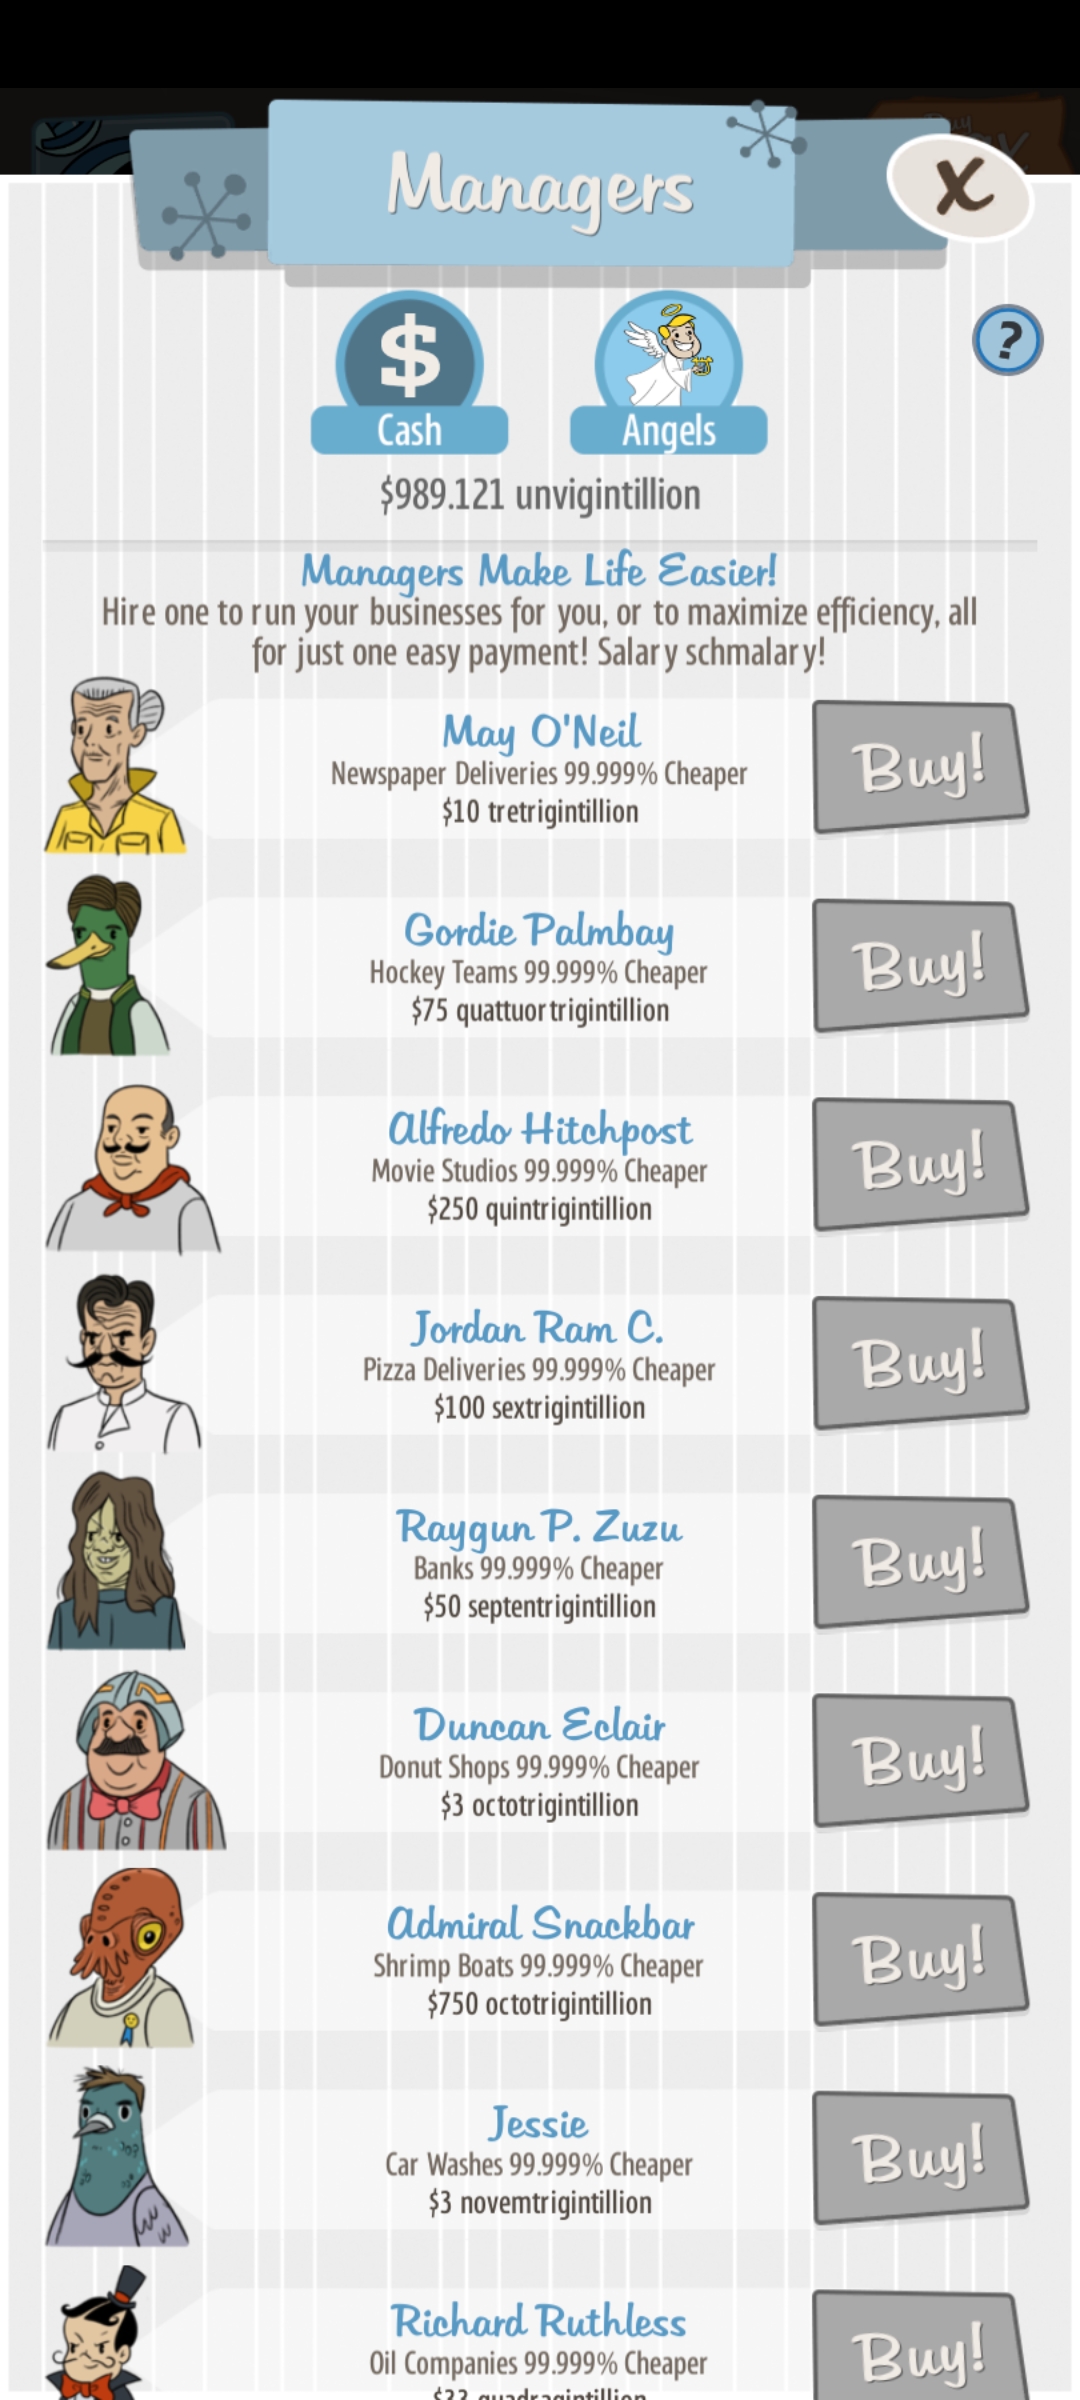 Buy
Managers
X
$
?
Cash
Angels
$989.121 unvigintillion
Managers Make Life Easier!
Hire one to run your businesses for you, or to maximize efficiency, all
for just one easy payment! Salary schmalary!
May O'Neil
Newspaper Deliveries 99.999% Cheaper
$10 tretrigintillion
Buy!
Gordie Palmbay
Hockey Teams 99.999% Cheaper
$75 quattuortrigintillion
Buy!
Alfredo Hitchpost
Movie Studios 99.999% Cheaper
$250 quintrigintillion
Buy!
Jordan Ram C.
Pizza Deliveries 99.999% Cheaper
$100 sextrigintillion
Buy!
Raygun P. Zuzu
Banks 99.999% Cheaper
$50 septentrigintillion
Buy!
Duncan Eclair
Donut Shops 99.999% Cheaper
$3 octotrigintillion
Buy!
Admiral Snackbar
Shrimp Boats 99.999% Cheaper
$750 octotrigintillion
Buy!
Jessie
Car Washes 99.999% Cheaper
$3 novemtrigintillion
Buy!
Richard Ruthless
Oil Companies 99.999% Cheaper
$33 quadragintillion
Buy!